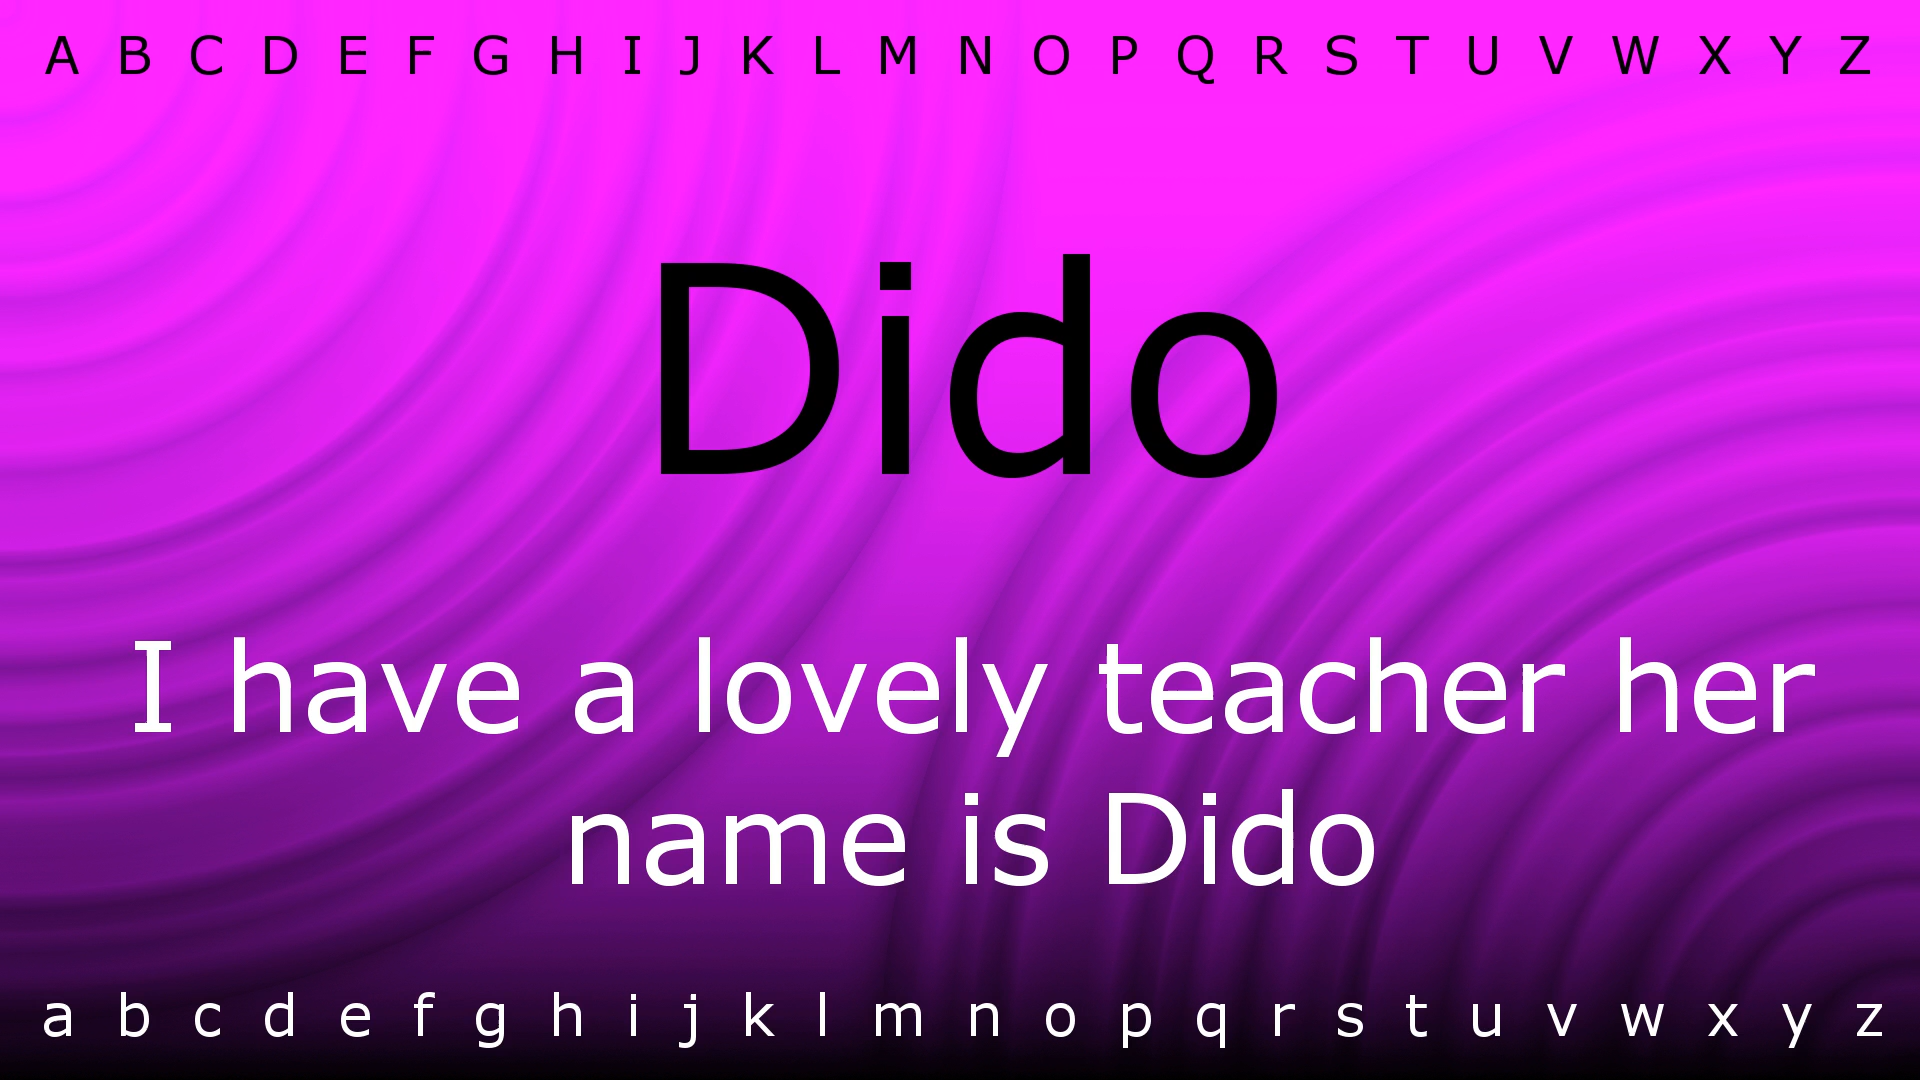 A B C D E F G H I J K L M N O P Q R S T U V W X Y Z
Dido
I have a lovely teacher her
name is Dido
a b c d e f g h i j k l m n o p q r s t u v w x y z